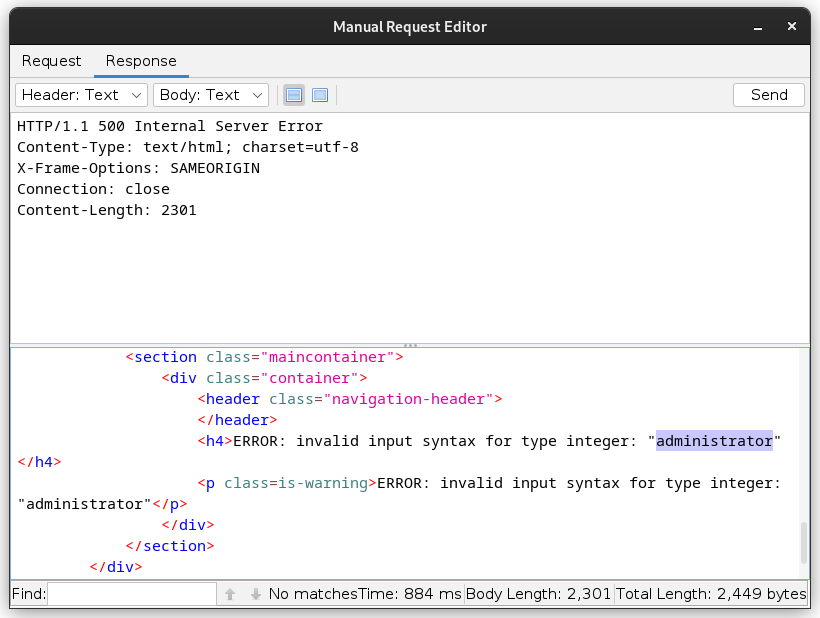 Manual Request Editor
Request Response
Header: Text Body: Text Send
HTTP/1.1 500 Internal Server Error
Content-Type: text/html; charset=utf-8
X-Frame-Options: SAMEORIGIN
Connection: close
Content-Length: 2301
<section class="maincontainer">
<div class="container">
<header class="navigation-header">
</header>
<h4>ERROR: invalid input syntax for type integer: "administrator"
</h4>
<p class=is-warning>ERROR: invalid input syntax for type integer:
"administrator"</p>
</div>
</section>
</div>
Find: No matches Time: 884 ms Body Length: 2,301 Total Length: 2,449 bytes